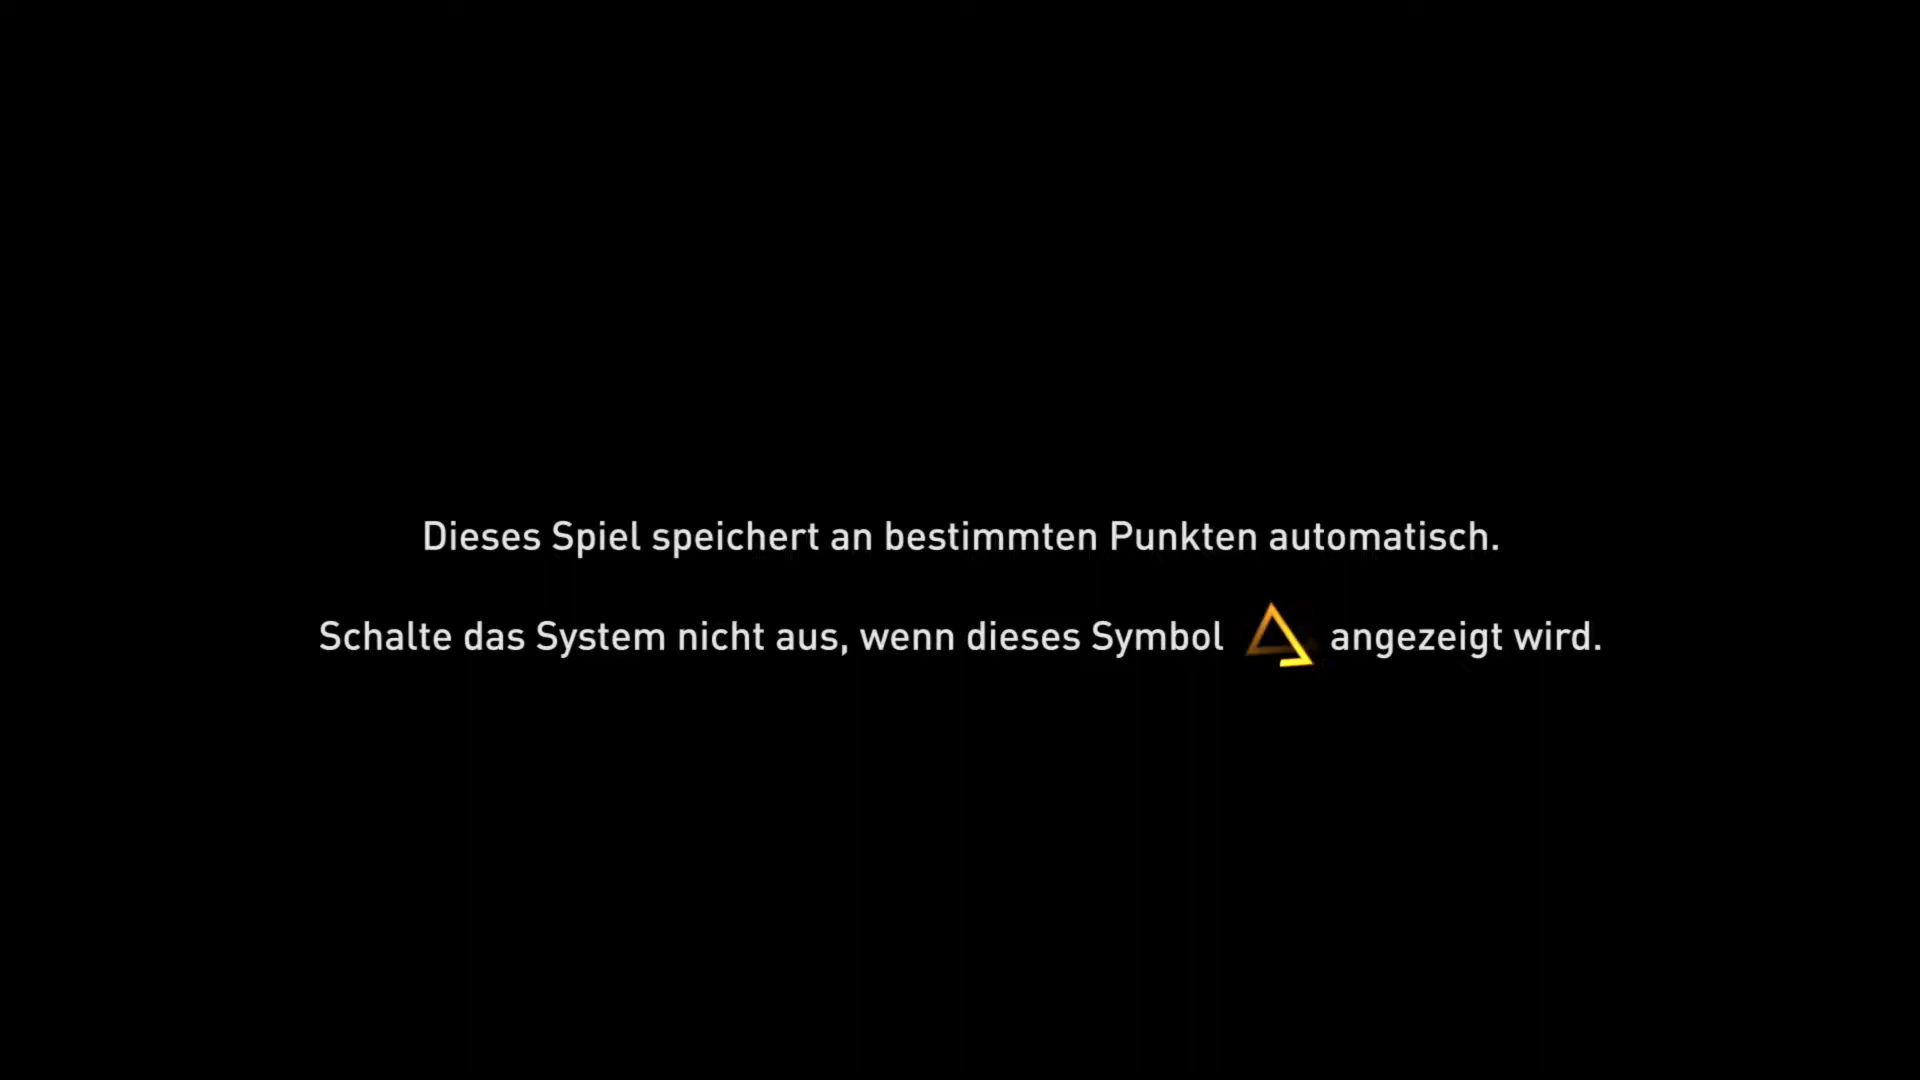 Dieses Spiel speichert an bestimmten Punkten automatisch.
Schalte das System nicht aus, wenn dieses Symbol angezeigt wird.